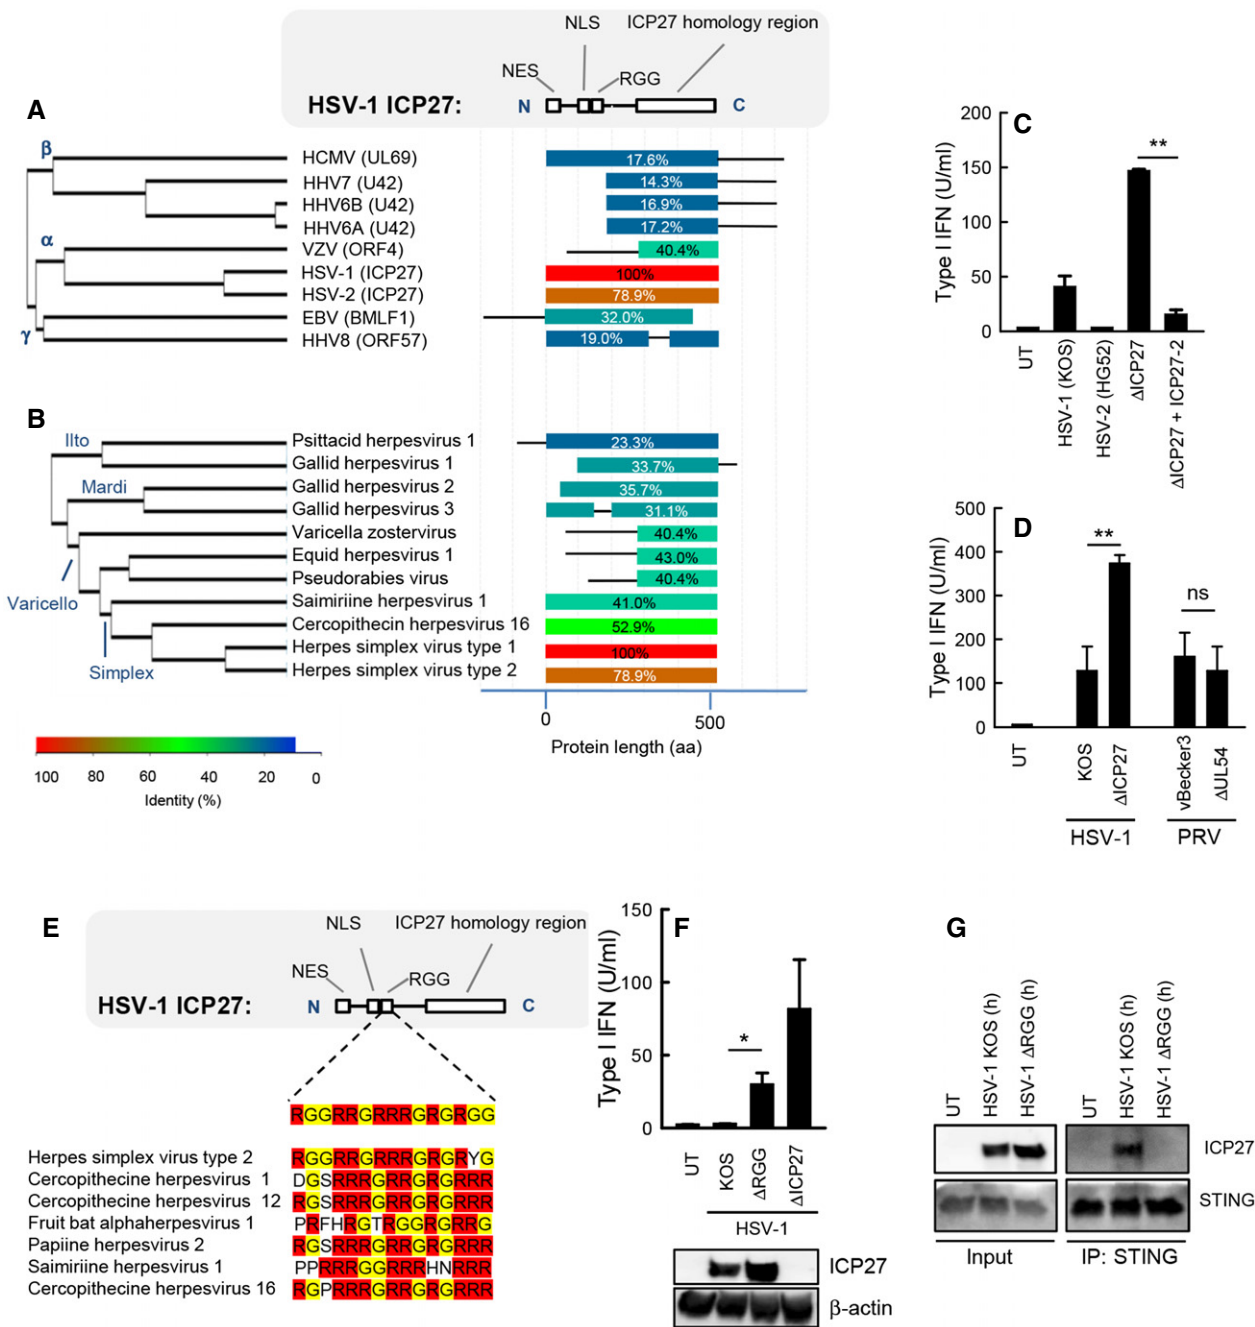 NLS
ICP27 homology region
NES
RGG
HSV-1 ICP27:
N
C
A
β
HCMV (UL69)
17.6%
HHV7 (U42)
14.3%
HHV6B (U42)
16.9%
HHV6A (U42)
17.2%
α
VZV (ORF4)
40.4%
HSV-1 (ICP27)
100%
HSV-2 (ICP27)
78.9%
EBV (BMLF1)
32.0%
γ
HHV8 (ORF57)
19.0%
B
Ilto
Mardi
Varicello
Simplex
Psittacid herpesvirus 1
23.3%
Gallid herpesvirus 1
33.7%
Gallid herpesvirus 2
35.7%
Gallid herpesvirus 3
31.1%
Varicella zostervirus
40.4%
Equid herpesvirus 1
43.0%
Pseudorabies virus
40.4%
Saimiriine herpesvirus 1
41.0%
Cercopithecin herpesvirus 16
52.9%
Herpes simplex virus type 1
100%
Herpes simplex virus type 2
78.9%
0
500
Protein length (aa)
100 80 60 40 20 0
Identity (%)
C
Type I IFN (U/ml)
200
150
100
50
0
**
UT
HSV-1 (KOS)
HSV-2 (HG52)
ΔICP27
ΔICP27 + ICP27-2
D
Type I IFN (U/ml)
500
400
300
200
100
0
**
ns
UT
KOS
ΔICP27
vBecker3
ΔUL54
HSV-1
PRV
E
NLS
ICP27 homology region
NES
RGG
HSV-1 ICP27:
N
C
RGGRRGRRRGRGRGG
Herpes simplex virus type 2
RGGRRGRRRGRGRYG
Cercopithecine herpesvirus 1
DGSRRRGRRGRGRRR
Cercopithecine herpesvirus 12
RGSRRRGRRGRGRRR
Fruit bat alphaherpesvirus 1
PRFHRGTRGGRGRRG
Papiine herpesvirus 2
RGSRRRGRRGRGRRR
Saimiriine herpesvirus 1
PPRRRGGRRRHNRRR
Cercopithecine herpesvirus 16
RGPRRRGRRGRGRRR
F
Type I IFN (U/ml)
150
100
50
0
*
UT
KOS
ΔRGG
ΔICP27
HSV-1
ICP27
β-actin
G
UT
HSV-1 KOS (h)
HSV-1 ΔRGG (h)
UT
HSV-1 KOS (h)
HSV-1 ΔRGG (h)
ICP27
STING
Input
IP: STING